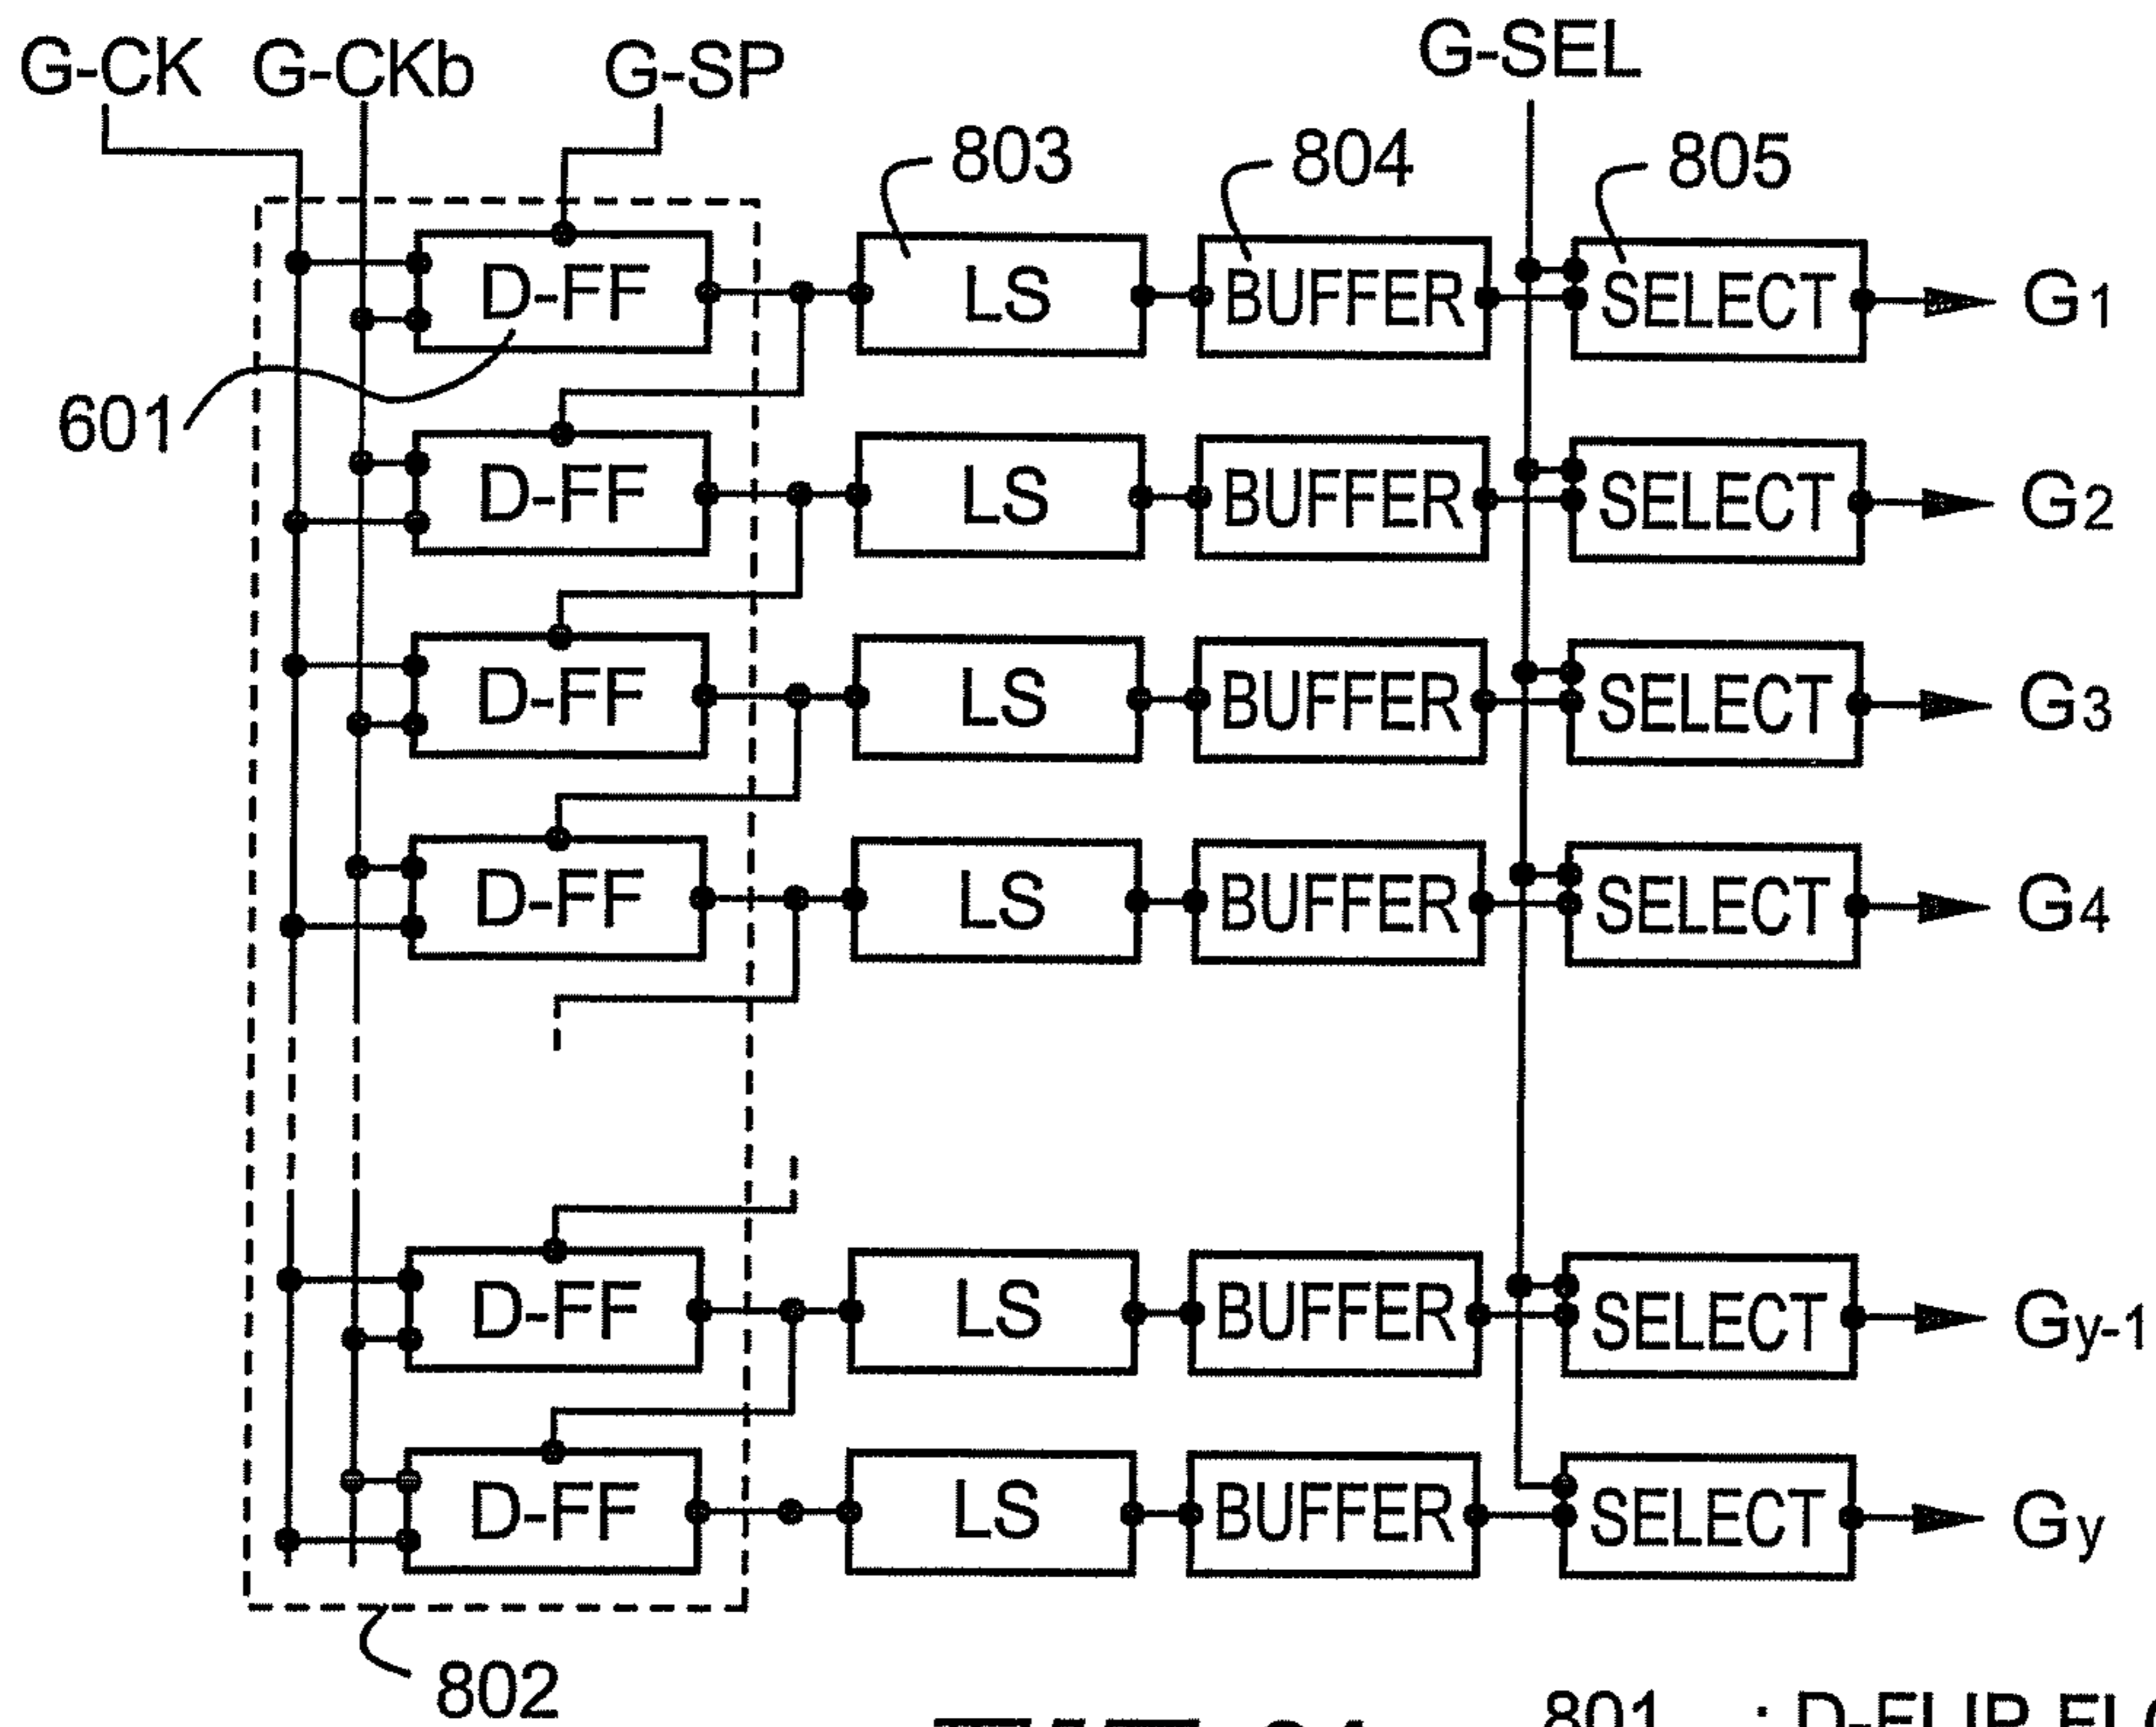 G-CK G-CKb G-SP G-SEL
803 804 805
D-FF LS BUFFER SELECT G1
601
D-FF LS BUFFER SELECT G2
D-FF LS BUFFER SELECT G3
D-FF LS BUFFER SELECT G4
D-FF LS BUFFER SELECT Gy-1
D-FF LS BUFFER SELECT Gy
802
801 : D-FLIP